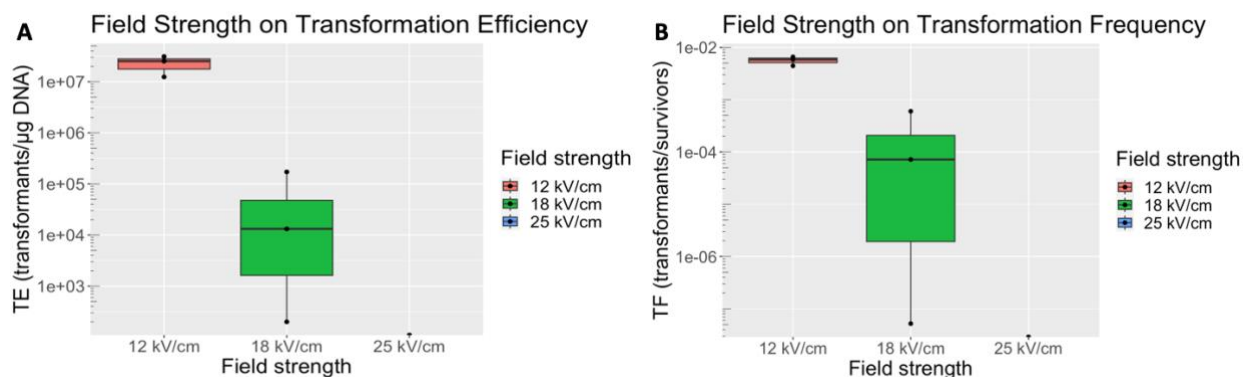 A
Field Strength on Transformation Efficiency
TE (transformants/µg DNA)
1e+07
1e+06
1e+05
1e+04
1e+03
12 kV/cm
18 kV/cm
25 kV/cm
Field strength
Field strength
12 kV/cm
18 kV/cm
25 kV/cm
B
Field Strength on Transformation Frequency
TF (transformants/survivors)
1e-02
1e-04
1e-06
12 kV/cm
18 kV/cm
25 kV/cm
Field strength
Field strength
12 kV/cm
18 kV/cm
25 kV/cm